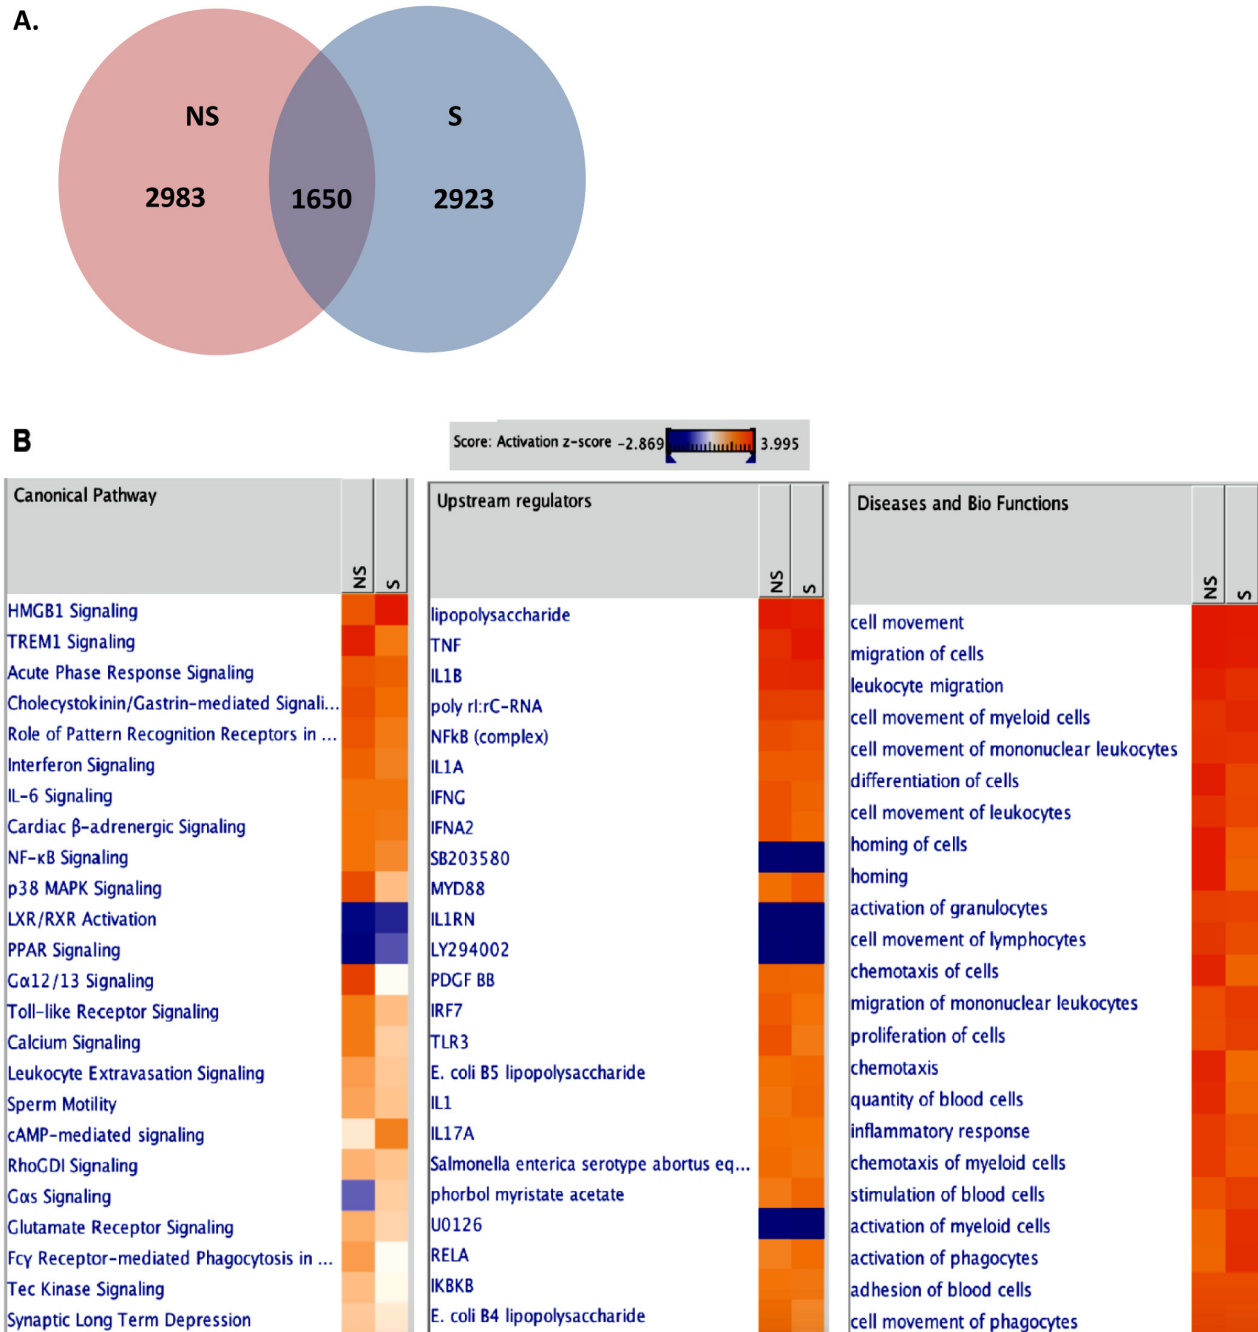 A.
NS
S
2983
1650
2923
B
Score: Activation z-score -2.869
3.995
Canonical Pathway
NS
S
HMGB1 Signaling
TREM1 Signaling
Acute Phase Response Signaling
Cholecystokinin/Gastrin-mediated Signali...
Role of Pattern Recognition Receptors in ...
Interferon Signaling
IL-6 Signaling
Cardiac β-adrenergic Signaling
NF-κB Signaling
p38 MAPK Signaling
LXR/RXR Activation
PPAR Signaling
Gα12/13 Signaling
Toll-like Receptor Signaling
Calcium Signaling
Leukocyte Extravasation Signaling
Sperm Motility
cAMP-mediated signaling
RhoGDI Signaling
Gαs Signaling
Glutamate Receptor Signaling
Fcγ Receptor-mediated Phagocytosis in ...
Tec Kinase Signaling
Synaptic Long Term Depression
Upstream regulators
NS
S
lipopolysaccharide
TNF
IL1B
poly rI:rC-RNA
NFkB (complex)
IL1A
IFNG
IFNA2
SB203580
MYD88
IL1RN
LY294002
PDGF BB
IRF7
TLR3
E. coli B5 lipopolysaccharide
IL1
IL17A
Salmonella enterica serotype abortus eq...
phorbol myristate acetate
U0126
RELA
IKBKB
E. coli B4 lipopolysaccharide
Diseases and Bio Functions
NS
S
cell movement
migration of cells
leukocyte migration
cell movement of myeloid cells
cell movement of mononuclear leukocytes
differentiation of cells
cell movement of leukocytes
homing of cells
homing
activation of granulocytes
cell movement of lymphocytes
chemotaxis of cells
migration of mononuclear leukocytes
proliferation of cells
chemotaxis
quantity of blood cells
inflammatory response
chemotaxis of myeloid cells
stimulation of blood cells
activation of myeloid cells
activation of phagocytes
adhesion of blood cells
cell movement of phagocytes